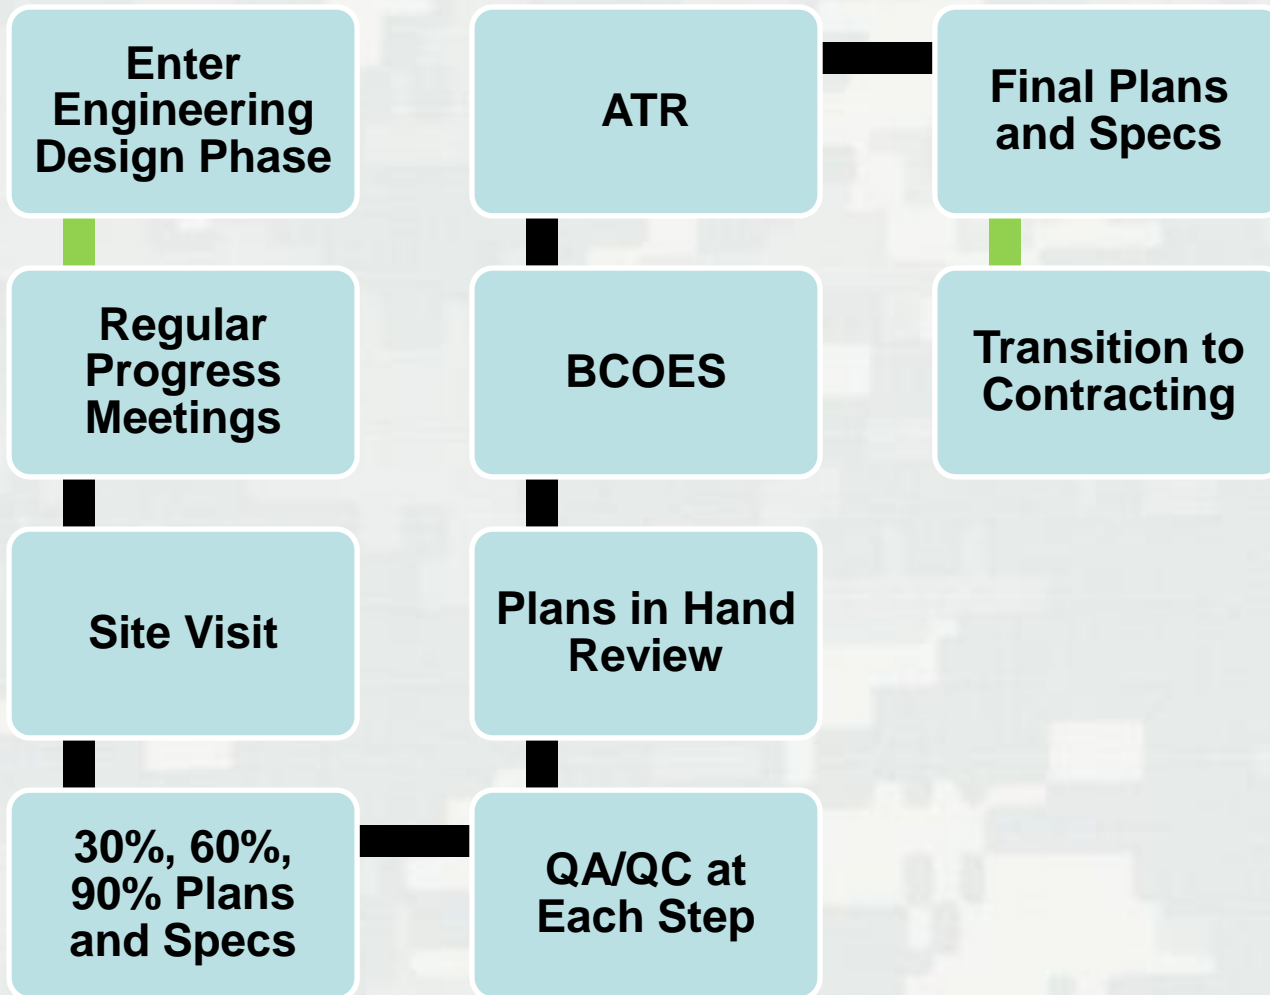 Enter
Engineering
Design Phase
Regular
Progress
Meetings
Site Visit
30%, 60%,
90% Plans
and Specs
QA/QC at
Each Step
Plans in Hand
Review
BCOES
ATR
Final Plans
and Specs
Transition to
Contracting